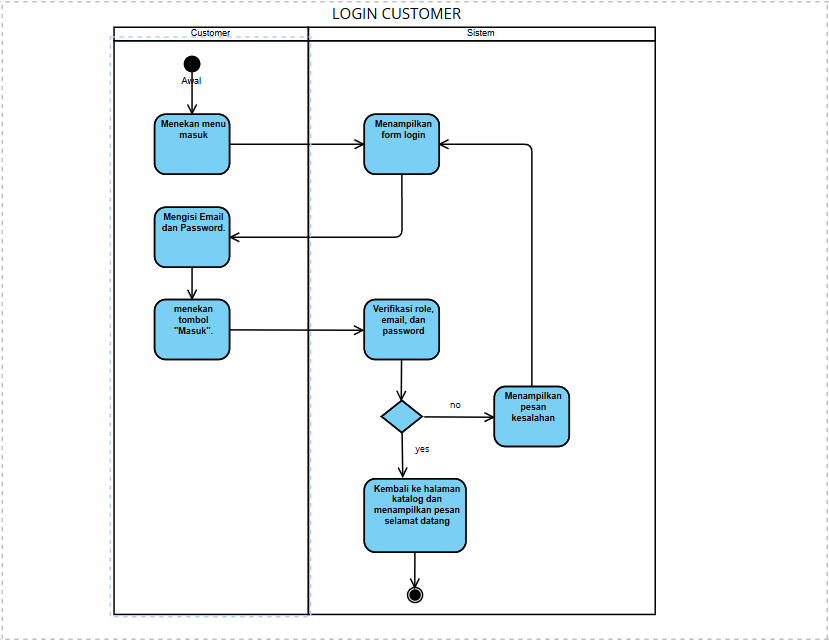 LOGIN CUSTOMER
Customer
Sistem
Awal
Menekan menu
masuk
Menampilkan
form login
Mengisi Email
dan Password.
menekan
tombol
"Masuk".
Verifikasi role,
email, dan
password
no
Menampilkan
pesan
kesalahan
yes
Kembali ke halaman
katalog dan
menampilkan pesan
selamat datang